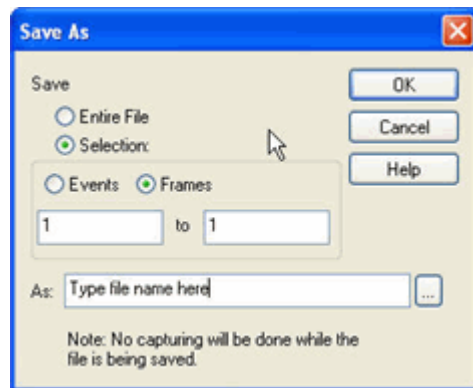 Save As
Save
OK
Entire File
Cancel
Selection:
Help
Events Frames
1 to 1
As: Type file name here ...
Note: No capturing will be done while the
file is being saved.